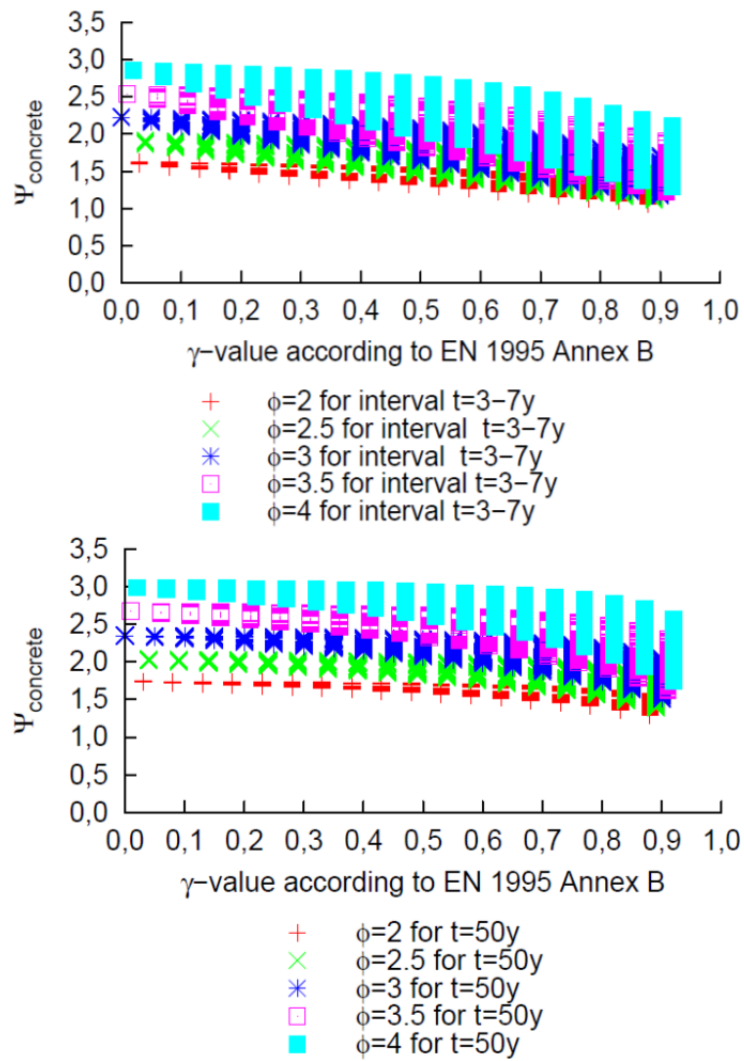 3,5
3,0
2,5
2,0
1,5
1,0
0,5
0,0
Ψconcrete
0,0 0,1 0,2 0,3 0,4 0,5 0,6 0,7 0,8 0,9 1,0
γ−value according to EN 1995 Annex B
ϕ=2 for interval t=3−7y
ϕ=2.5 for interval t=3−7y
ϕ=3 for interval t=3−7y
ϕ=3.5 for interval t=3−7y
ϕ=4 for interval t=3−7y
3,5
3,0
2,5
2,0
1,5
1,0
0,5
0,0
Ψconcrete
0,0 0,1 0,2 0,3 0,4 0,5 0,6 0,7 0,8 0,9 1,0
γ−value according to EN 1995 Annex B
ϕ=2 for t=50y
ϕ=2.5 for t=50y
ϕ=3 for t=50y
ϕ=3.5 for t=50y
ϕ=4 for t=50y